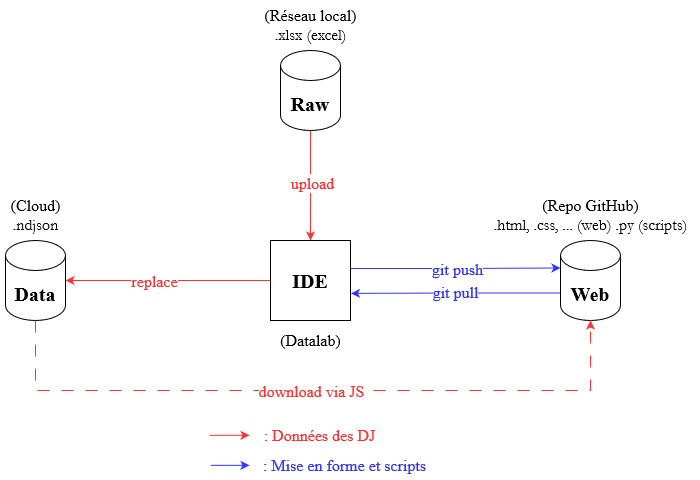 (Réseau local)
.xlsx (excel)
Raw
upload
(Cloud)
.ndjson
(Repo GitHub)
.html, .css, ... (web) .py (scripts)
Data
replace
IDE
git push
git pull
Web
(Datalab)
download via JS
: Données des DJ
: Mise en forme et scripts